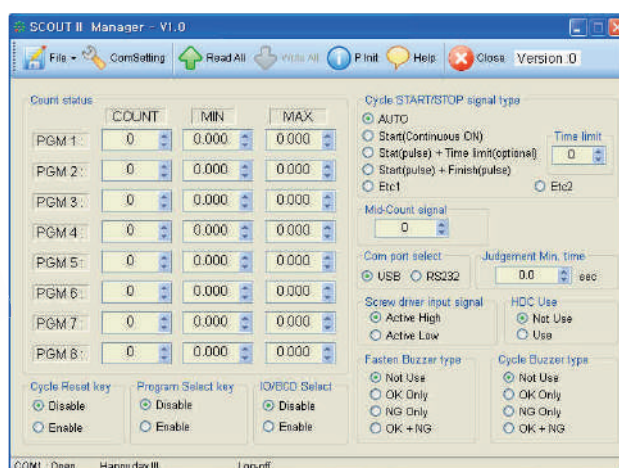 SCOUT II Manager - V1.0
File ComSetting Read All Write All P.Init Help Close Version :0
Count status
COUNT MIN MAX
PGM 1 : 0 0.000 0.000
PGM 2 : 0 0.000 0.000
PGM 3 : 0 0.000 0.000
PGM 4 : 0 0.000 0.000
PGM 5 : 0 0.000 0.000
PGM 6 : 0 0.000 0.000
PGM 7 : 0 0.000 0.000
PGM 8 : 0 0.000 0.000
Cycle Reset key
Disable
Enable
Program Select key
Disable
Enable
IO/BCD Select
Disable
Enable
Cycle START/STOP signal type
AUTO
Start(Continuous ON)
Start(pulse) + Time limit(optional)
Start(pulse) + Finish(pulse)
Etc1 Etc2
Time limit
0
Mid-Count signal
0
Com port select
USB RS232
Judgement Min. time
0.0 sec
Screw driver input signal
Active High
Active Low
HDC Use
Not Use
Use
Fasten Buzzer type
Not Use
OK Only
NG Only
OK + NG
Cycle Buzzer type
Not Use
OK Only
NG Only
OK + NG
COM1 : Open Happy day !!! Log-off